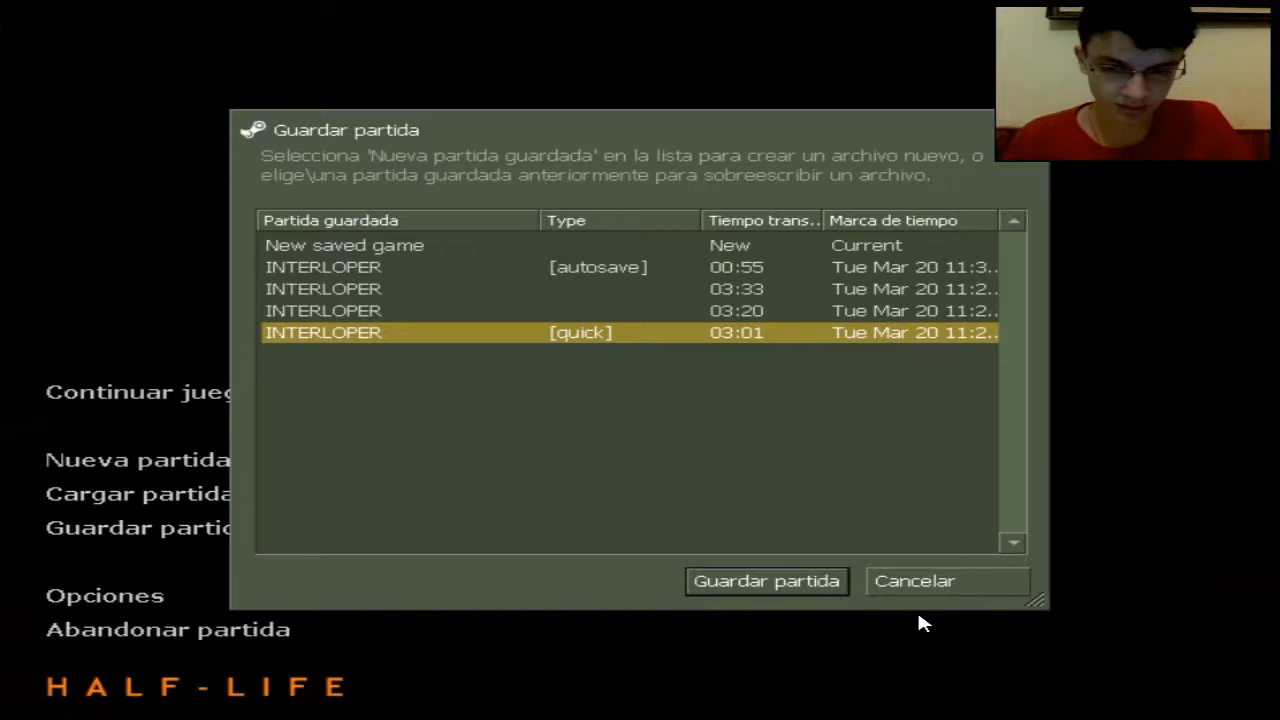 Guardar partida
Selecciona 'Nueva partida guardada' en la lista para crear un archivo nuevo, o
elige\una partida guardada anteriormente para sobreescribir un archivo.
Partida guardada Type Tiempo trans... Marca de tiempo
New saved game New Current
INTERLOPER [autosave] 00:55 Tue Mar 20 11:3..
INTERLOPER 03:33 Tue Mar 20 11:2..
INTERLOPER 03:20 Tue Mar 20 11:2..
INTERLOPER [quick] 03:01 Tue Mar 20 11:2..
Guardar partida Cancelar
Continuar jueg
Nueva partida
Cargar partida
Guardar partid
Opciones
Abandonar partida
HALF-LIFE